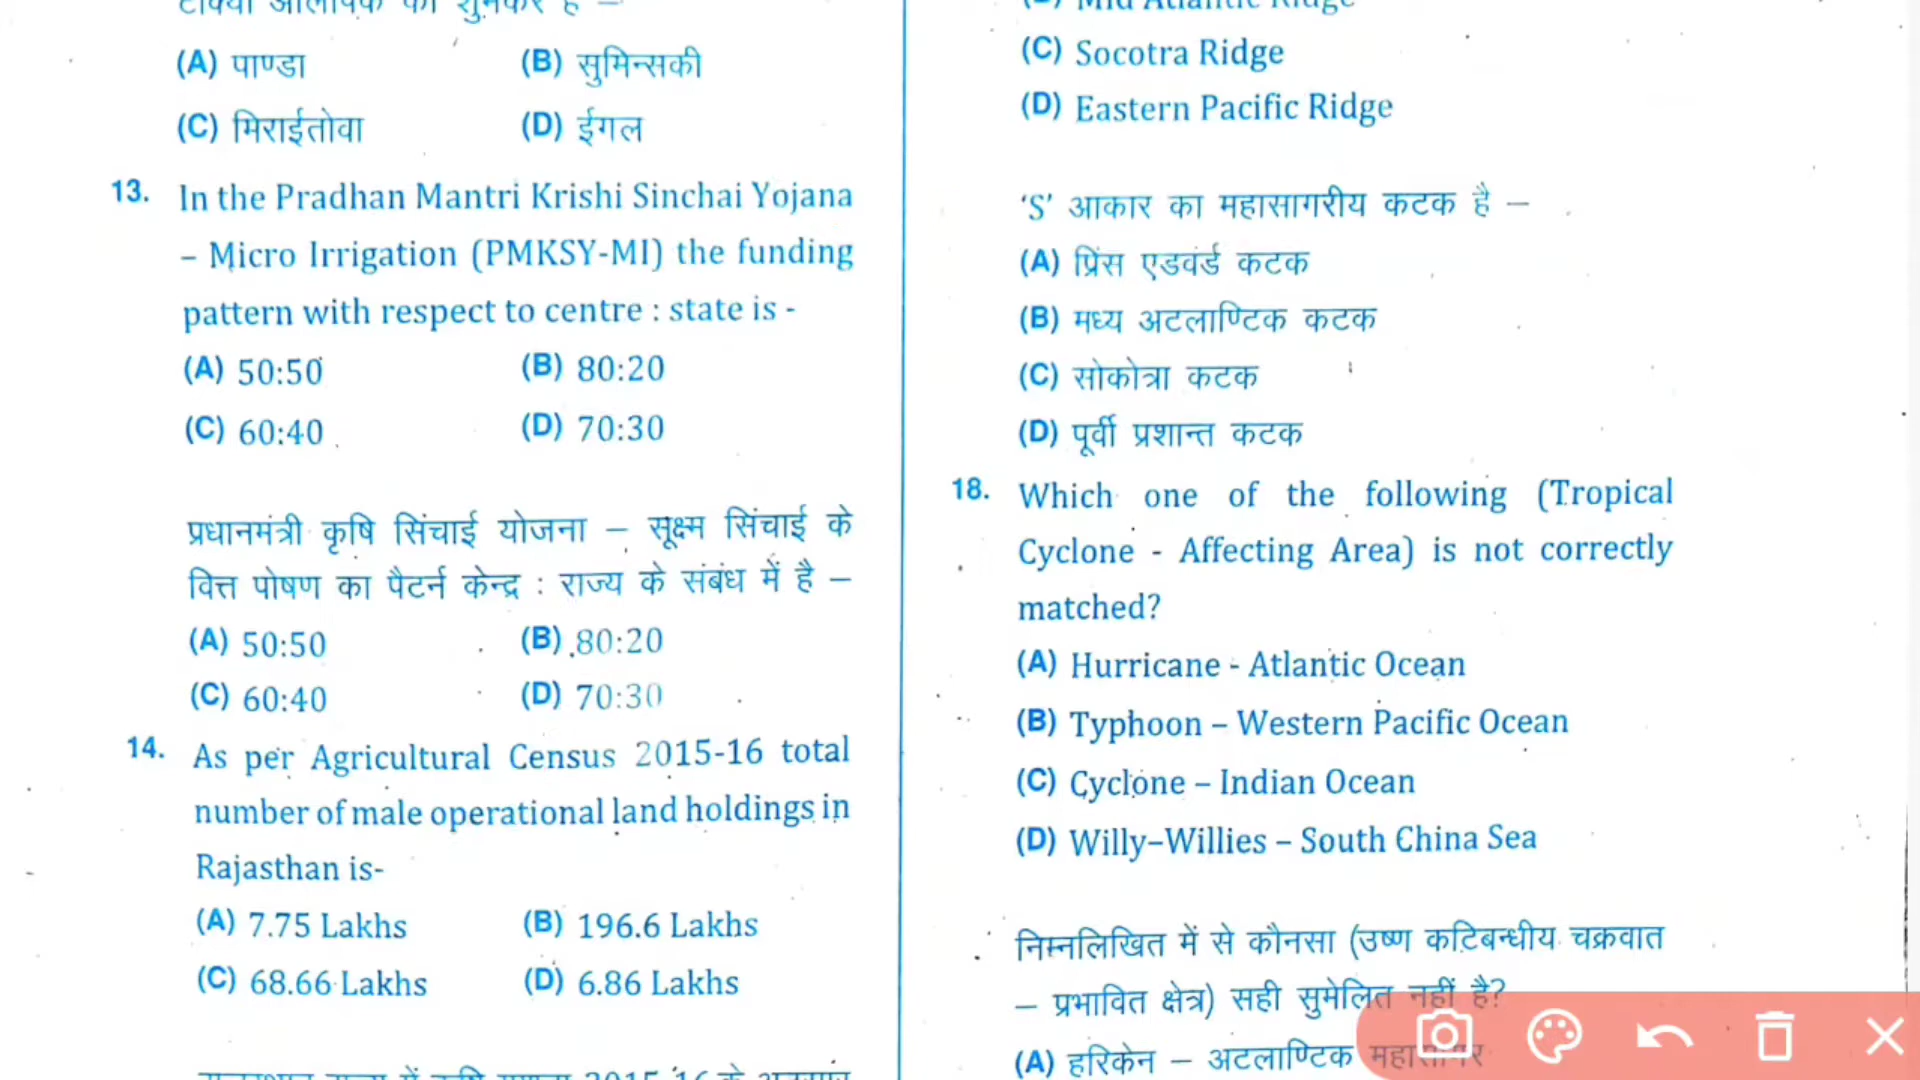 (A) पाण्डा
(B) सुमिन्सकी
(C) मिराईतोवा
(D) ईगल
13. In the Pradhan Mantri Krishi Sinchai Yojana
– Micro Irrigation (PMKSY-MI) the funding
pattern with respect to centre : state is -
(A) 50:50
(B) 80:20
(C) 60:40
(D) 70:30
प्रधानमंत्री कृषि सिंचाई योजना – सूक्ष्म सिंचाई के
वित्त पोषण का पैटर्न केन्द्र : राज्य के संबंध में है –
(A) 50:50
(B) 80:20
(C) 60:40
(D) 70:30
14. As per Agricultural Census 2015-16 total
number of male operational land holdings in
Rajasthan is-
(A) 7.75 Lakhs
(B) 196.6 Lakhs
(C) 68.66 Lakhs
(D) 6.86 Lakhs
(C) Socotra Ridge
(D) Eastern Pacific Ridge
‘S’ आकार का महासागरीय कटक है –
(A) प्रिंस एडवर्ड कटक
(B) मध्य अटलाण्टिक कटक
(C) सोकोत्रा कटक
(D) पूर्वी प्रशान्त कटक
18. Which one of the following (Tropical
Cyclone - Affecting Area) is not correctly
matched?
(A) Hurricane - Atlantic Ocean
(B) Typhoon – Western Pacific Ocean
(C) Cyclone – Indian Ocean
(D) Willy–Willies – South China Sea
निम्नलिखित में से कौनसा (उष्ण कटिबन्धीय चक्रवात
– प्रभावित क्षेत्र) सही सुमेलित नहीं है?
(A) हरिकेन – अटलाण्टिक महासागर